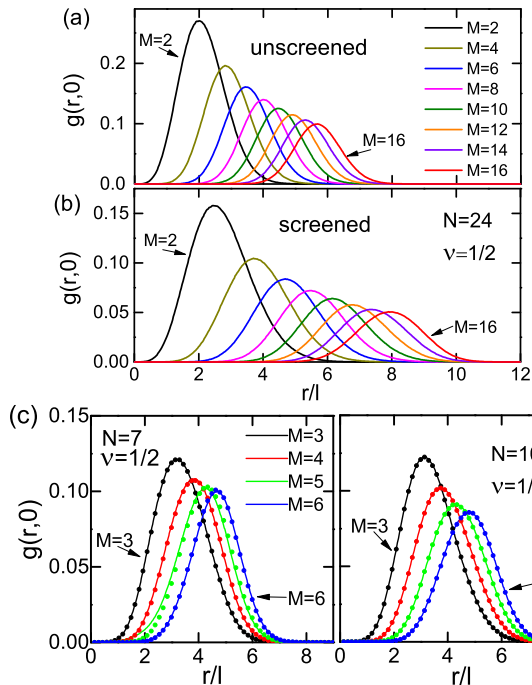 (a)
unscreened
M=2
M=16
M=2
M=4
M=6
M=8
M=10
M=12
M=14
M=16
g(r,0)
0.2
0.1
0.0
(b)
screened
N=24
ν=1/2
M=2
M=16
g(r,0)
0.15
0.10
0.05
0.00
0 2 4 6 8 10 12
r/l
(c)
N=7
ν=1/2
M=3
M=4
M=5
M=6
M=3
M=6
g(r,0)
0.15
0.10
0.05
0.00
0 2 4 6 8
r/l
M=3
0 2 4 6
r/l